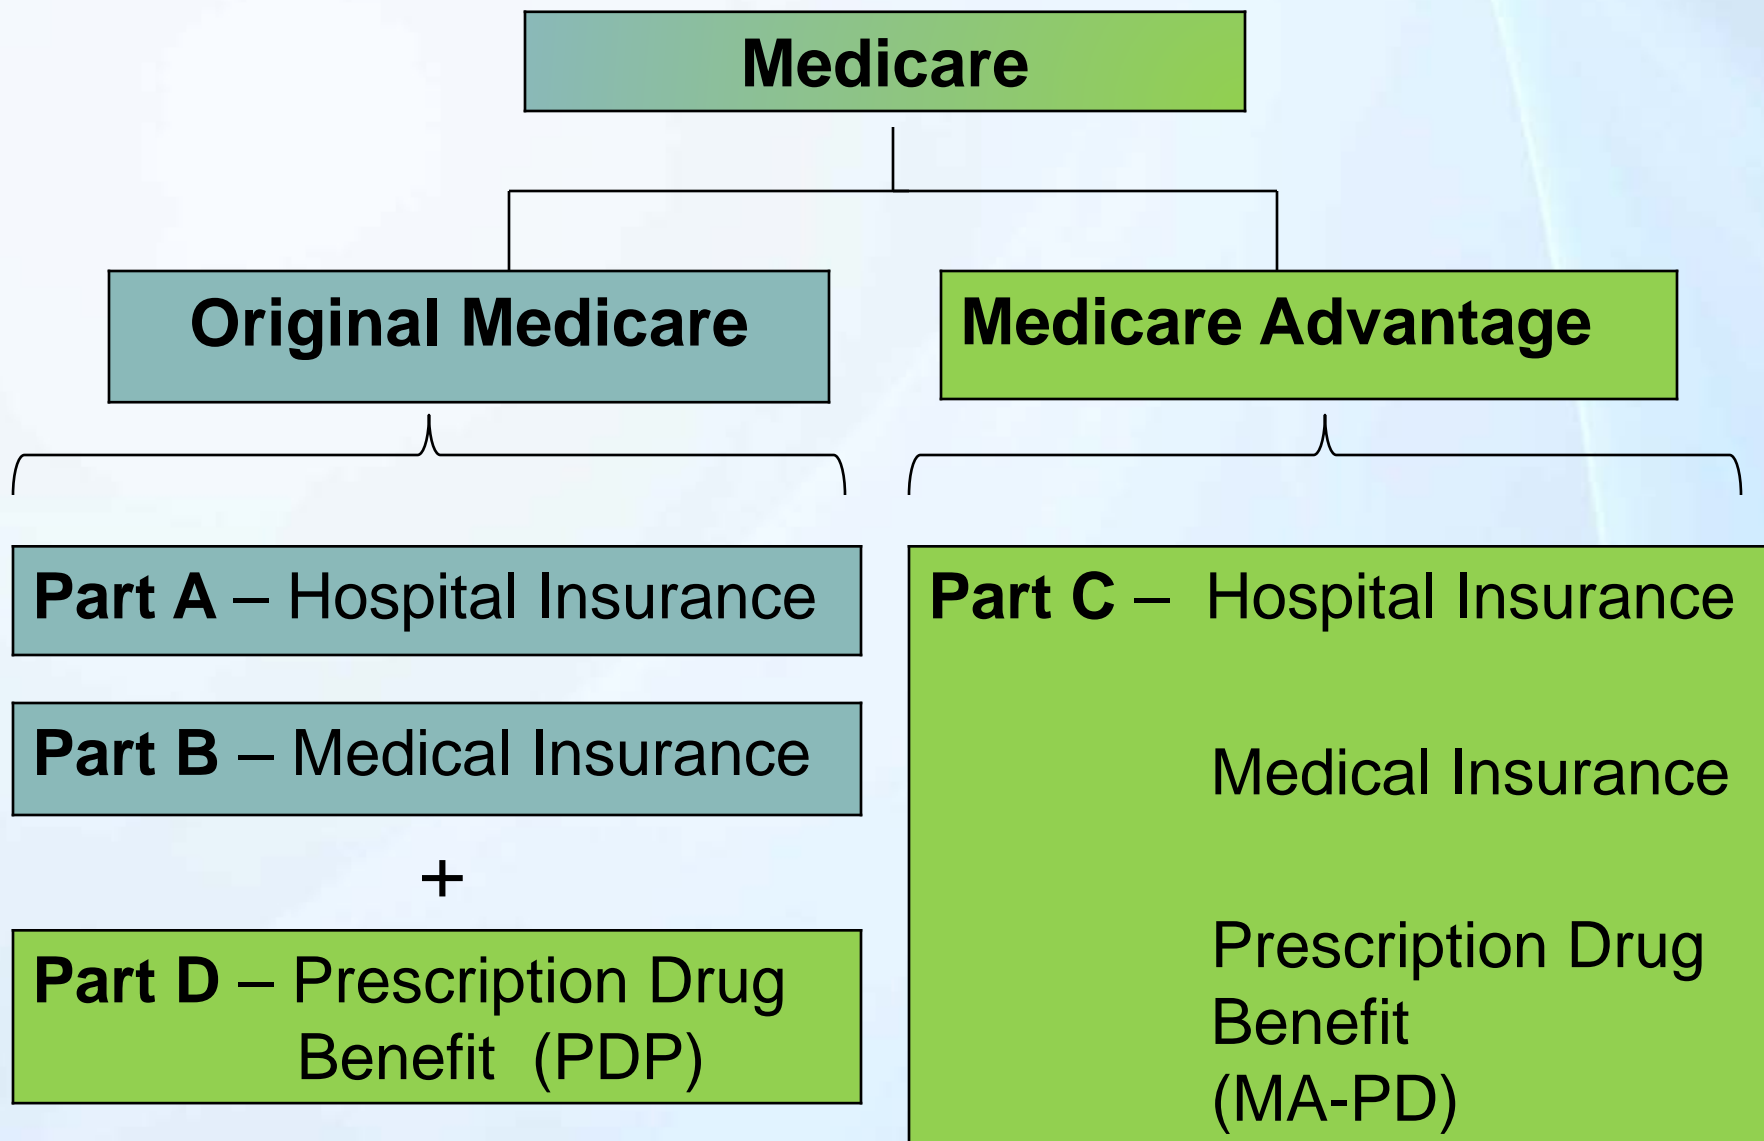 Medicare
Original Medicare
Medicare Advantage
Part A – Hospital Insurance
Part B – Medical Insurance
+
Part D – Prescription Drug
Benefit (PDP)
Part C – Hospital Insurance
Medical Insurance
Prescription Drug
Benefit
(MA-PD)